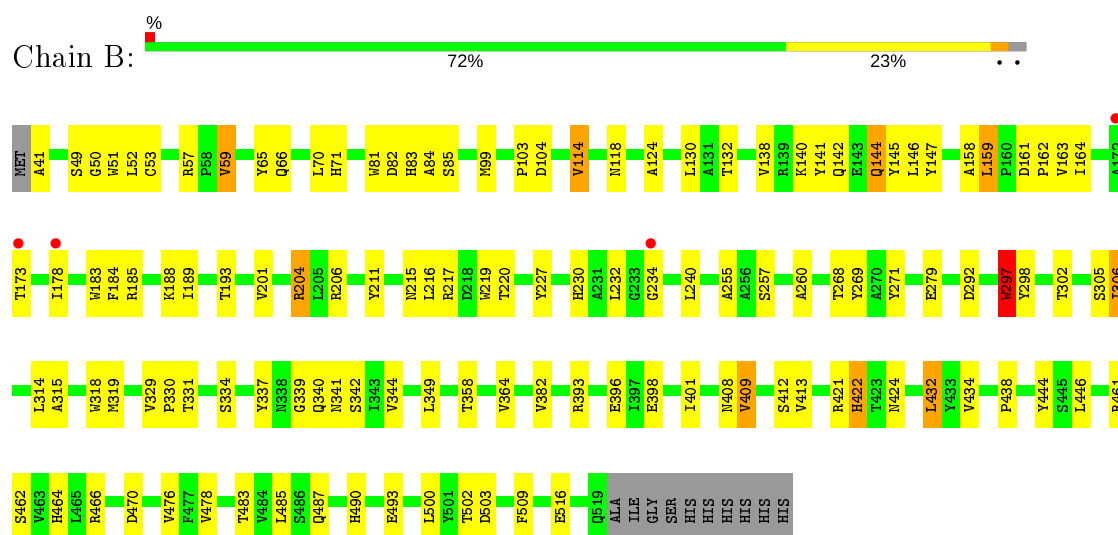 %
Chain B:
72% 23% • •
MET A41 S49 G50 W51 L52 C53 R57 P58 V59 Y65 Q66 L70 H71 W81 D82 H83 A84 S85 M99 P103 D104 V114 N118 A124 L130 A131 T132 V138 R139 K140 Y141 Q142 E143 Q144 Y145 L146 Y147 A158 L159 P160 D161 P162 V163 I164 A172
T173 I178 W183 F184 R185 K188 I189 T193 V201 R204 L205 R206 Y211 N215 L216 R217 D218 W219 T220 Y227 H230 A231 L232 G233 G234 L240 A255 A256 S257 A260 T268 Y269 A270 Y271 E279 D292 W297 Y298 T302 S305 I306
L314 A315 W318 M319 V329 P330 T331 S334 Y337 N338 G339 Q340 N341 S342 I343 V344 L349 T358 V364 V382 R393 E396 I397 E398 I401 N408 V409 S412 V413 R421 H422 T423 N424 L432 Y433 V434 P438 Y444 S445 L446 R461
S462 V463 H464 L465 R466 D470 V476 F477 V478 T483 V484 L485 S486 Q487 H490 E493 L500 Y501 T502 D503 F509 E516 Q519 ALA ILE GLY SER HIS HIS HIS HIS HIS HIS